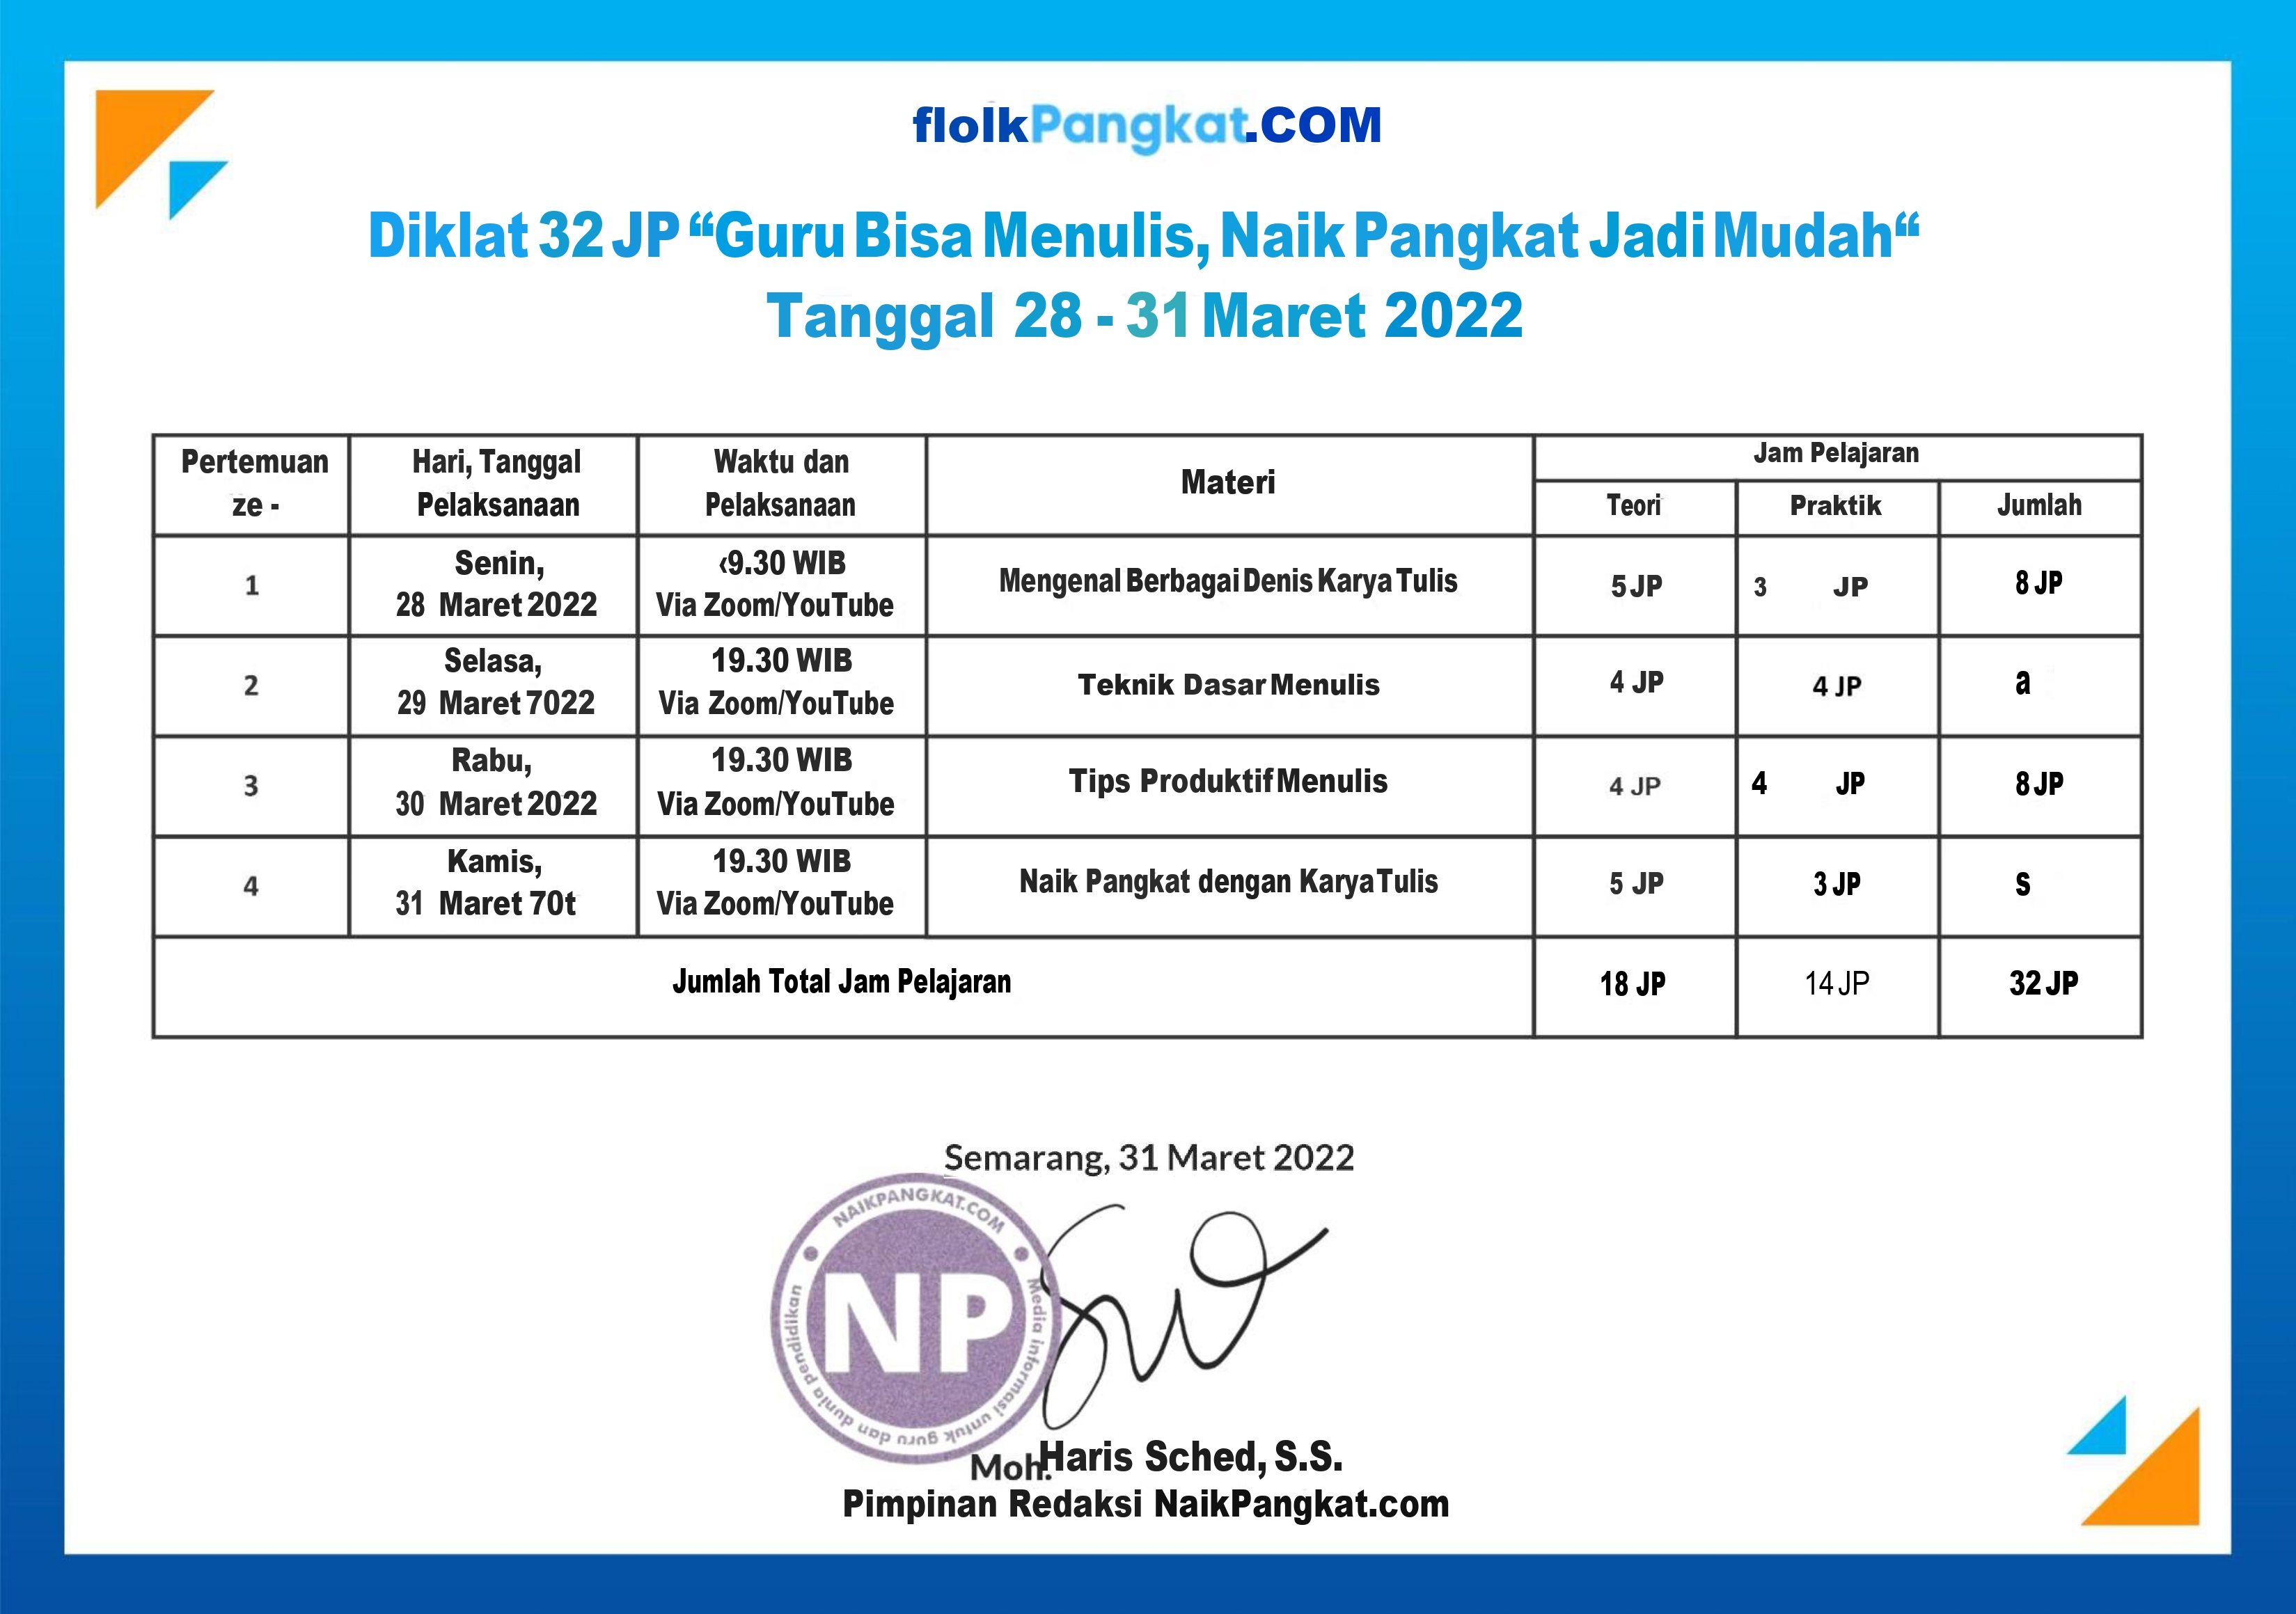 flolkPangkat.COM
Diklat 32 JP “Guru Bisa Menulis, Naik Pangkat Jadi Mudah“
Tanggal 28 - 31 Maret 2022
Pertemuan ze - Hari, Tanggal Pelaksanaan Waktu dan Pelaksanaan Materi Jam Pelajaran
Teori Praktik Jumlah
1 Senin, 28 Maret 2022 ‹9.30 WIB Via Zoom/YouTube Mengenal Berbagai Denis Karya Tulis 5 JP 3 JP 8 JP
2 Selasa, 29 Maret 7022 19.30 WIB Via Zoom/YouTube Teknik Dasar Menulis 4 JP 4 JP a
3 Rabu, 30 Maret 2022 19.30 WIB Via Zoom/YouTube Tips Produktif Menulis 4 JP 4 JP 8 JP
4 Kamis, 31 Maret 70t 19.30 WIB Via Zoom/YouTube Naik Pangkat dengan Karya Tulis 5 JP 3 JP s
Jumlah Total Jam Pelajaran 18 JP 14 JP 32 JP
Semarang, 31 Maret 2022
NAIKPANGKAT.COM
NP
Media informasi untuk guru dan dunia pendidikan
Moh. Haris Sched, S.S.
Pimpinan Redaksi NaikPangkat.com